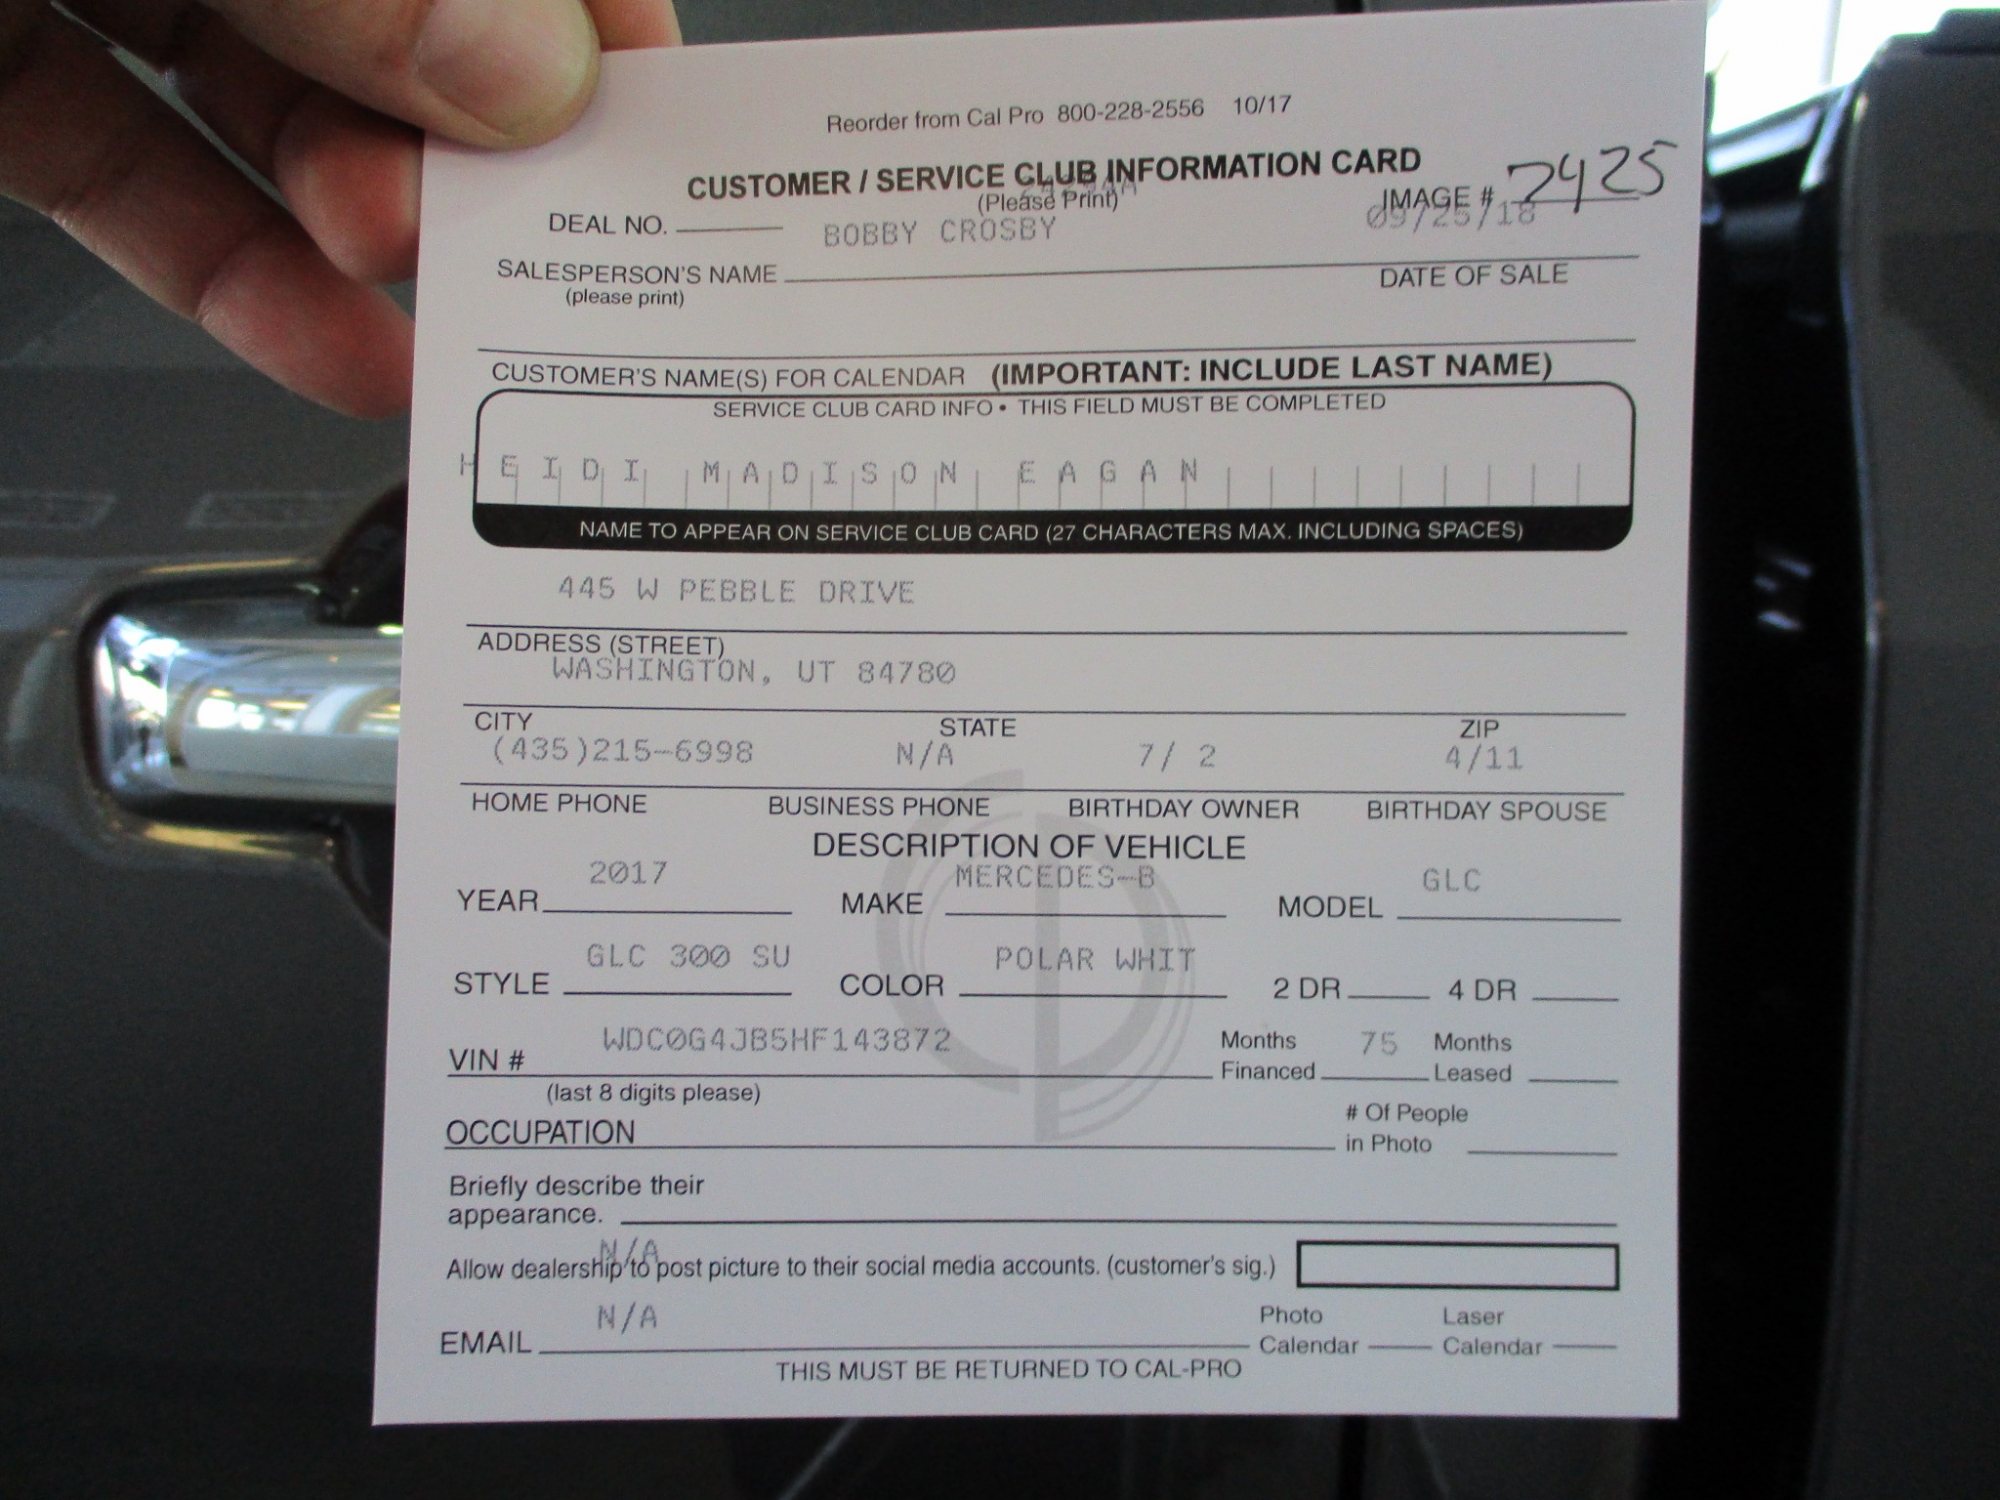 Reorder from Cal Pro 800-228-2556 10/17
CUSTOMER / SERVICE CLUB INFORMATION CARD
(Please Print)
IMAGE # 2425
DEAL NO. BOBBY CROSBY 09/25/18
SALESPERSON'S NAME DATE OF SALE
(please print)
CUSTOMER'S NAME(S) FOR CALENDAR (IMPORTANT: INCLUDE LAST NAME)
SERVICE CLUB CARD INFO • THIS FIELD MUST BE COMPLETED
HEIDI MADISON EAGAN
NAME TO APPEAR ON SERVICE CLUB CARD (27 CHARACTERS MAX. INCLUDING SPACES)
445 W PEBBLE DRIVE
ADDRESS (STREET)
WASHINGTON, UT 84780
CITY STATE ZIP
(435)215-6998 N/A 7/ 2 4/11
HOME PHONE BUSINESS PHONE BIRTHDAY OWNER BIRTHDAY SPOUSE
DESCRIPTION OF VEHICLE
2017 MERCEDES-B GLC
YEAR MAKE MODEL
GLC 300 SU POLAR WHIT
STYLE COLOR 2 DR 4 DR
WDC0G4JB5HF143872 Months 75 Months
VIN # Financed Leased
(last 8 digits please)
# Of People
OCCUPATION in Photo
Briefly describe their
appearance.
N/A
Allow dealership to post picture to their social media accounts. (customer's sig.)
N/A Photo Laser
EMAIL Calendar Calendar
THIS MUST BE RETURNED TO CAL-PRO